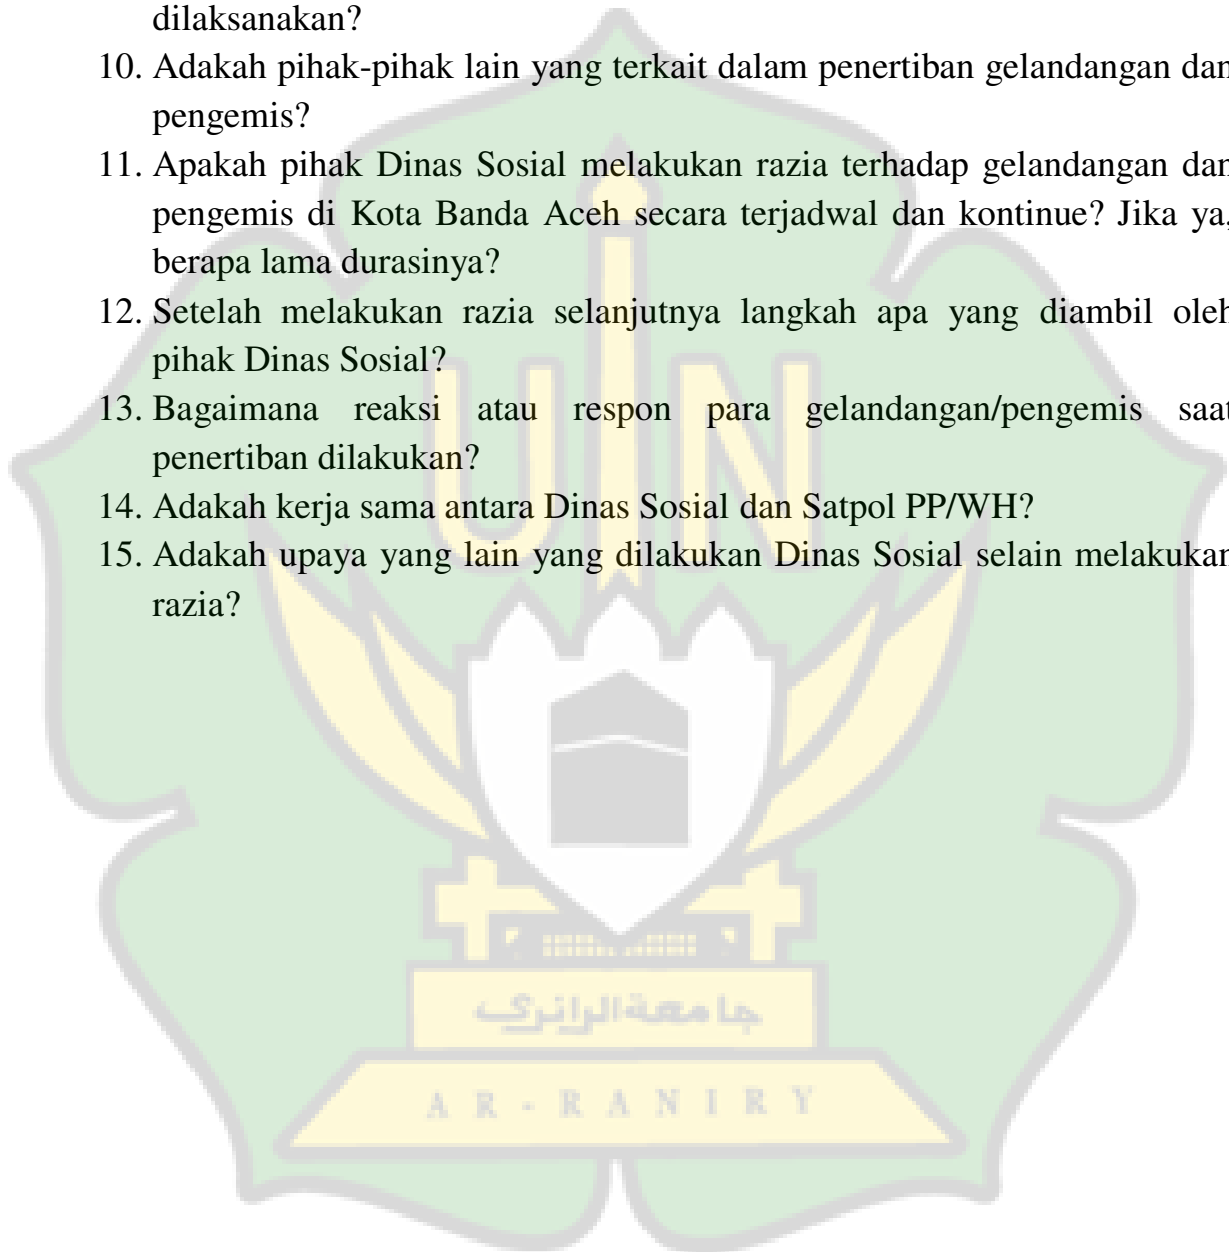 dilaksanakan?
10. Adakah pihak-pihak lain yang terkait dalam penertiban gelandangan dan
pengemis?
11. Apakah pihak Dinas Sosial melakukan razia terhadap gelandangan dan
pengemis di Kota Banda Aceh secara terjadwal dan kontinue? Jika ya,
berapa lama durasinya?
12. Setelah melakukan razia selanjutnya langkah apa yang diambil oleh
pihak Dinas Sosial?
13. Bagaimana reaksi atau respon para gelandangan/pengemis saat
penertiban dilakukan?
14. Adakah kerja sama antara Dinas Sosial dan Satpol PP/WH?
15. Adakah upaya yang lain yang dilakukan Dinas Sosial selain melakukan
razia?
UIN
جامعة الرانري
AR-RANIRY